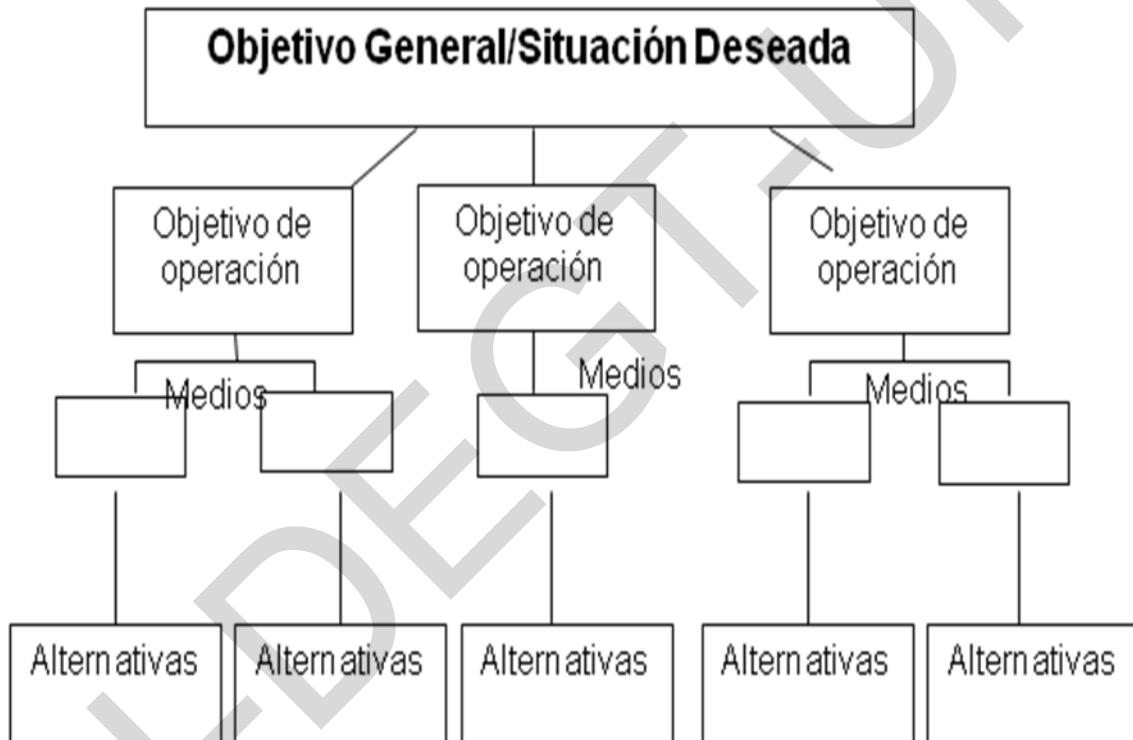 Objetivo General/Situación Deseada
Objetivo de
operación
Objetivo de
operación
Objetivo de
operación
Medios
Medios
Medios
Alternativas
Alternativas
Alternativas
Alternativas
Alternativas